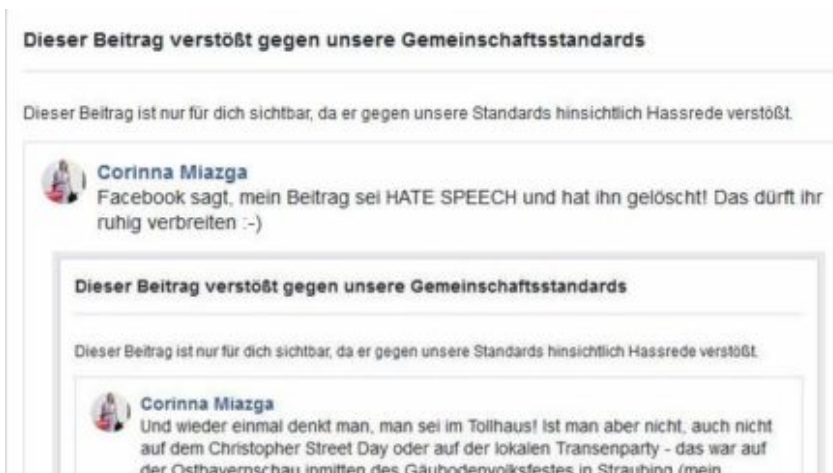 Dieser Beitrag verstößt gegen unsere Gemeinschaftsstandards
Dieser Beitrag ist nur für dich sichtbar, da er gegen unsere Standards hinsichtlich Hassrede verstößt.
Corinna Miazga
Facebook sagt, mein Beitrag sei HATE SPEECH und hat ihn gelöscht! Das dürft ihr
ruhig verbreiten :-)
Dieser Beitrag verstößt gegen unsere Gemeinschaftsstandards
Dieser Beitrag ist nur für dich sichtbar, da er gegen unsere Standards hinsichtlich Hassrede verstößt.
Corinna Miazga
Und wieder einmal denkt man, man sei im Tollhaus! Ist man aber nicht, auch nicht
auf dem Christopher Street Day oder auf der lokalen Transenparty - das war auf
der Ostbayernschau inmitten des Gäubodenvolksfestes in Straubing (mein